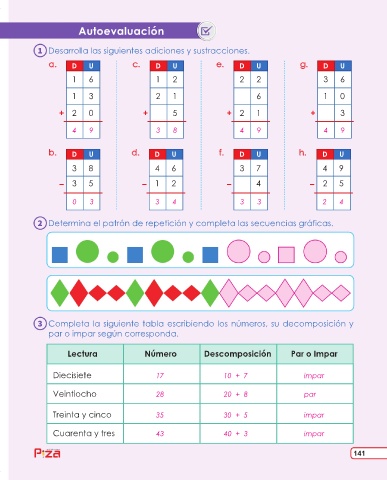 Autoevaluación
1 Desarrolla las siguientes adiciones y sustracciones.
a. D U c. D U e. D U g. D U
1 6 1 2 2 2 3 6
1 3 2 1 6 1 0
+ 2 0 + 5 + 2 1 + 3
4 9 3 8 4 9 4 9
b. D U d. D U f. D U h. D U
3 8 4 6 3 7 4 9
– 3 5 – 1 2 – 4 – 2 5
0 3 3 4 3 3 2 4
2 Determina el patrón de repetición y completa las secuencias gráficas.
3 Completa la siguiente tabla escribiendo los números, su decomposición y
par o impar según corresponda.
Lectura Número Descomposición Par o Impar
Diecisiete 17 10 + 7 impar
Veintiocho 28 20 + 8 par
Treinta y cinco 35 30 + 5 impar
Cuarenta y tres 43 40 + 3 impar
P:zá 141